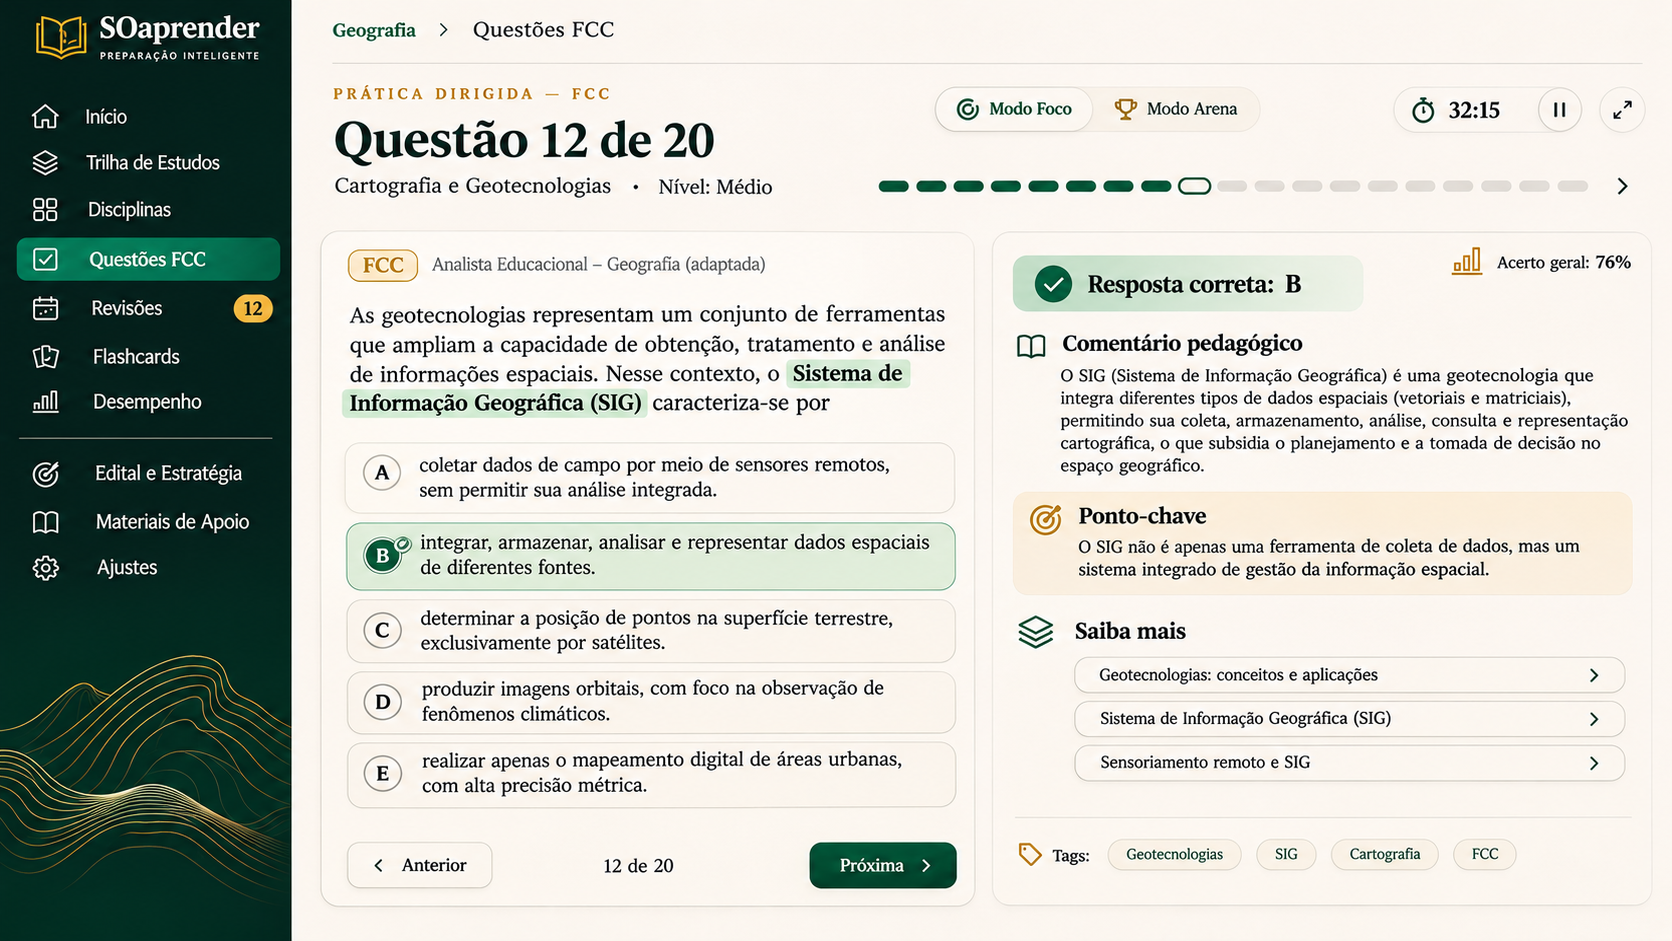 SOaprender
PREPARAÇÃO INTELIGENTE
Início
Trilha de Estudos
Disciplinas
Questões FCC
Revisões 12
Flashcards
Desempenho
Edital e Estratégia
Materiais de Apoio
Ajustes
Geografia > Questões FCC
PRÁTICA DIRIGIDA — FCC
Questão 12 de 20
Cartografia e Geotecnologias • Nível: Médio
Modo Foco
Modo Arena
32:15
FCC Analista Educacional – Geografia (adaptada)
As geotecnologias representam um conjunto de ferramentas
que ampliam a capacidade de obtenção, tratamento e análise
de informações espaciais. Nesse contexto, o Sistema de
Informação Geográfica (SIG) caracteriza-se por
A coletar dados de campo por meio de sensores remotos,
sem permitir sua análise integrada.
B integrar, armazenar, analisar e representar dados espaciais
de diferentes fontes.
C determinar a posição de pontos na superfície terrestre,
exclusivamente por satélites.
D produzir imagens orbitais, com foco na observação de
fenômenos climáticos.
E realizar apenas o mapeamento digital de áreas urbanas,
com alta precisão métrica.
Anterior
12 de 20
Próxima
Resposta correta: B
Acerto geral: 76%
Comentário pedagógico
O SIG (Sistema de Informação Geográfica) é uma geotecnologia que
integra diferentes tipos de dados espaciais (vetoriais e matriciais),
permitindo sua coleta, armazenamento, análise, consulta e representação
cartográfica, o que subsidia o planejamento e a tomada de decisão no
espaço geográfico.
Ponto-chave
O SIG não é apenas uma ferramenta de coleta de dados, mas um
sistema integrado de gestão da informação espacial.
Saiba mais
Geotecnologias: conceitos e aplicações
Sistema de Informação Geográfica (SIG)
Sensoriamento remoto e SIG
Tags: Geotecnologias SIG Cartografia FCC